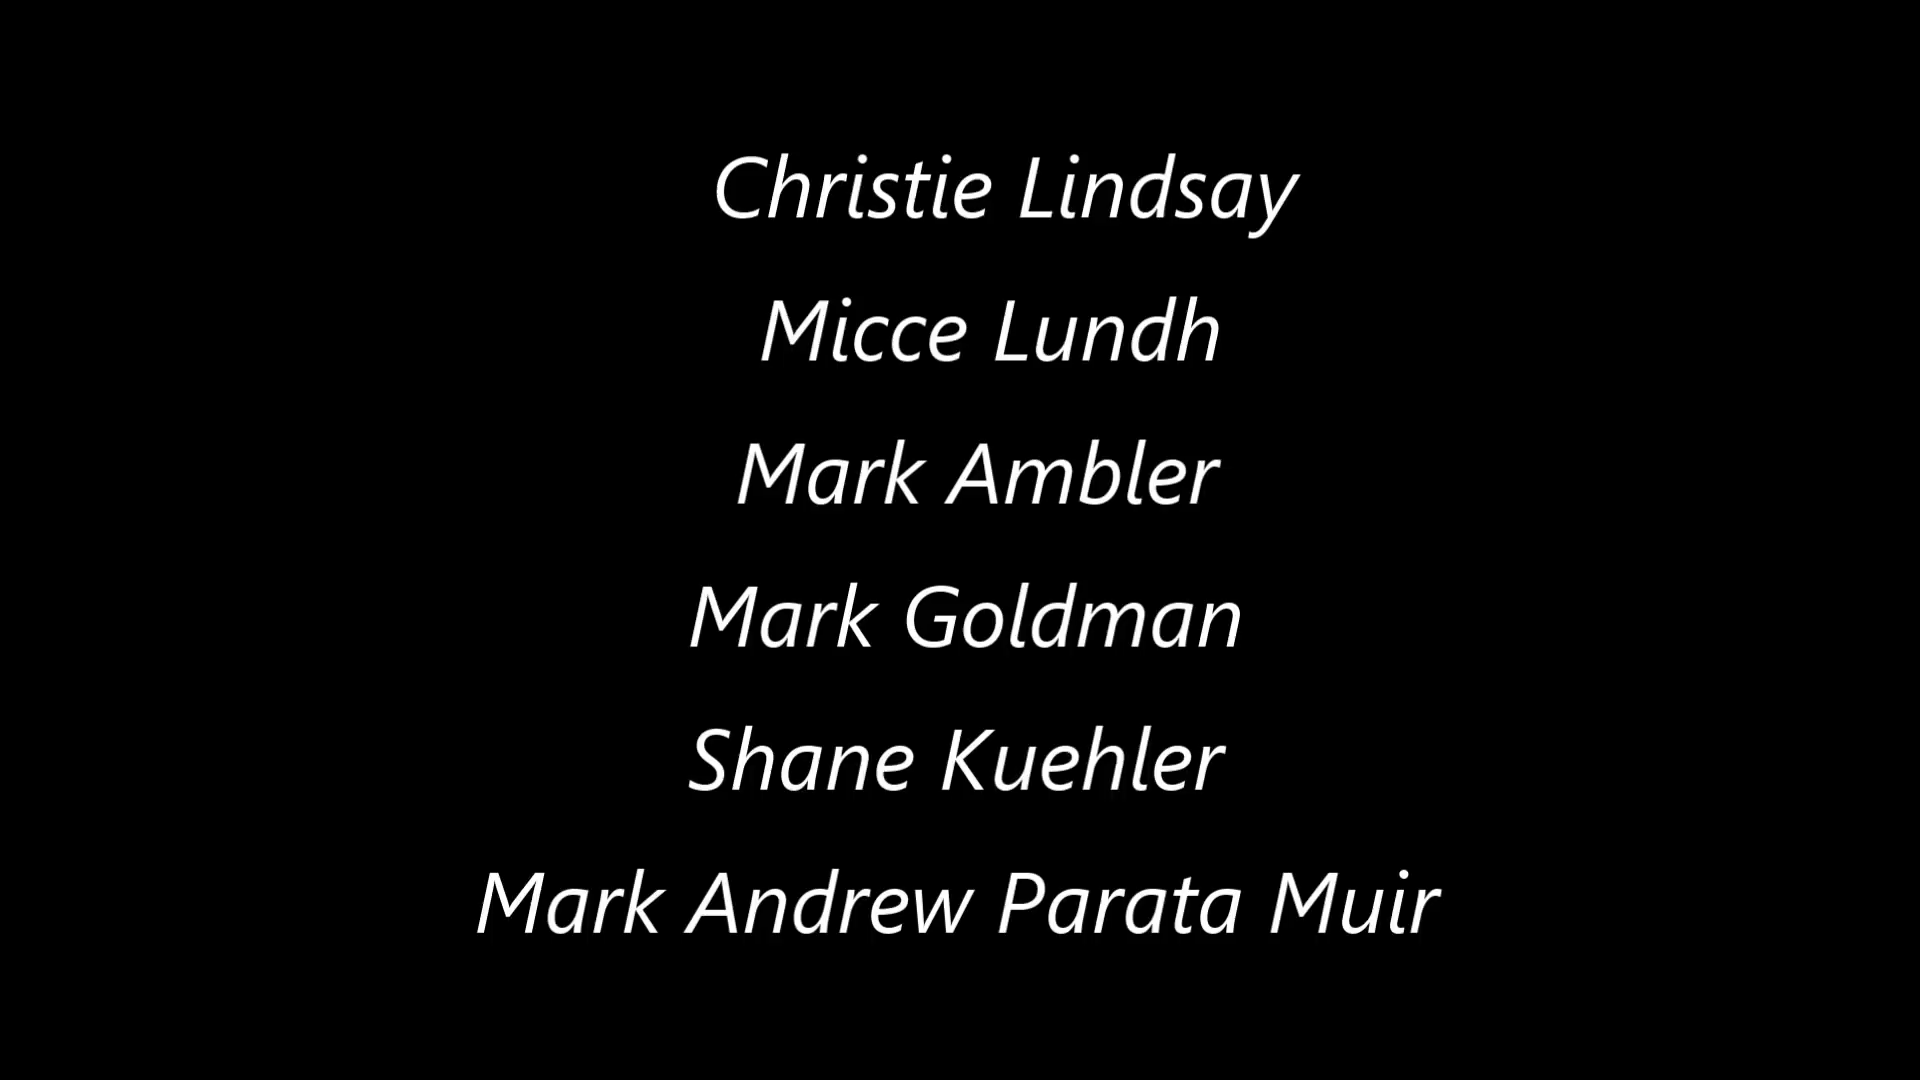 Christie Lindsay
Micce Lundh
Mark Ambler
Mark Goldman
Shane Kuehler
Mark Andrew Parata Muir